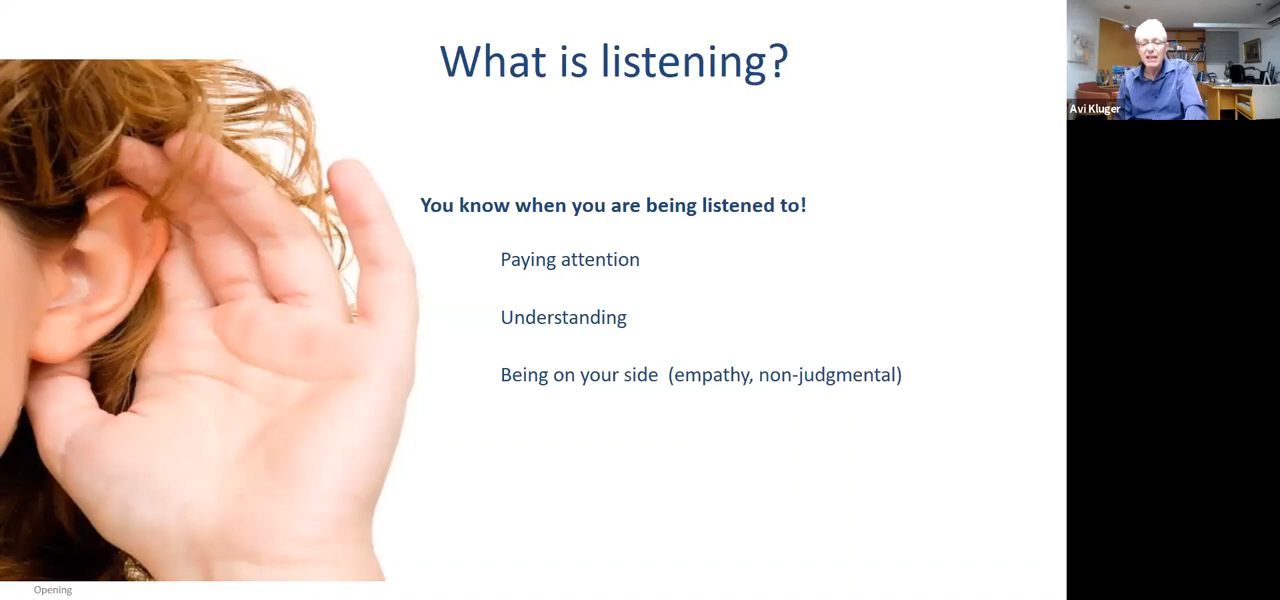 What is listening?
Avi Kluger
You know when you are being listened to!
Paying attention
Understanding
Being on your side (empathy, non-judgmental)
Opening